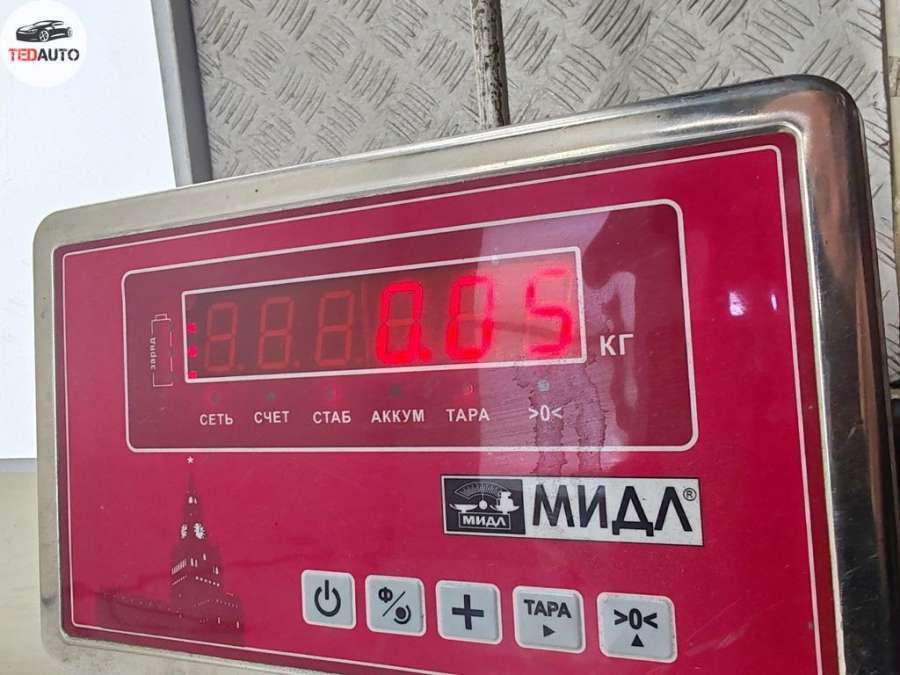 TEDAUTO
заряд
0.05
КГ
СЕТЬ СЧЕТ СТАБ АККУМ ТАРА >0<
МИДЛ
МИДЛ®
Ф
+
ТАРА
>0<